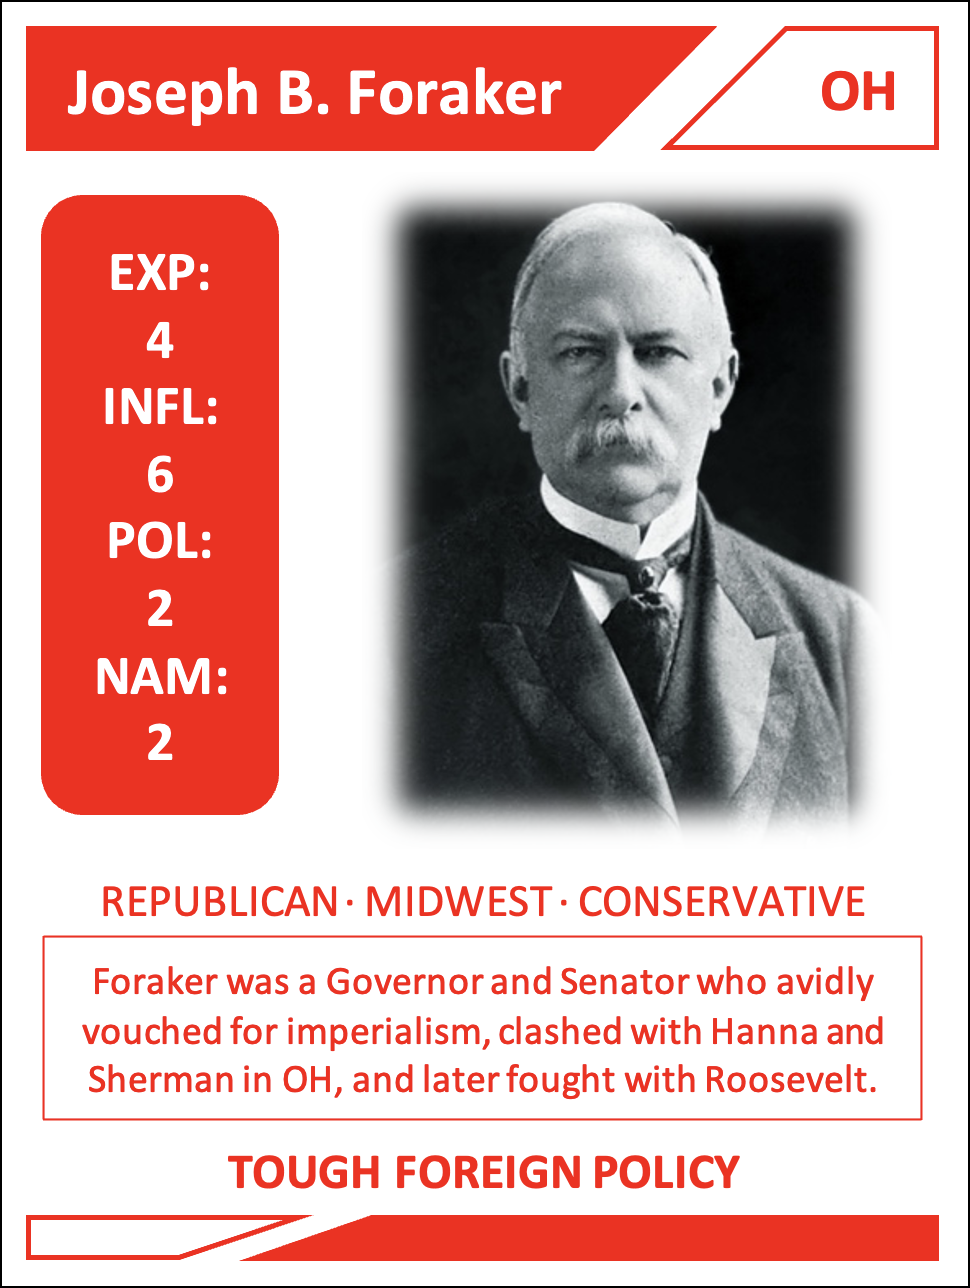 Joseph B. Foraker
OH
EXP:
4
INFL:
6
POL:
2
NAM:
2
REPUBLICAN · MIDWEST · CONSERVATIVE
Foraker was a Governor and Senator who avidly
vouched for imperialism, clashed with Hanna and
Sherman in OH, and later fought with Roosevelt.
TOUGH FOREIGN POLICY